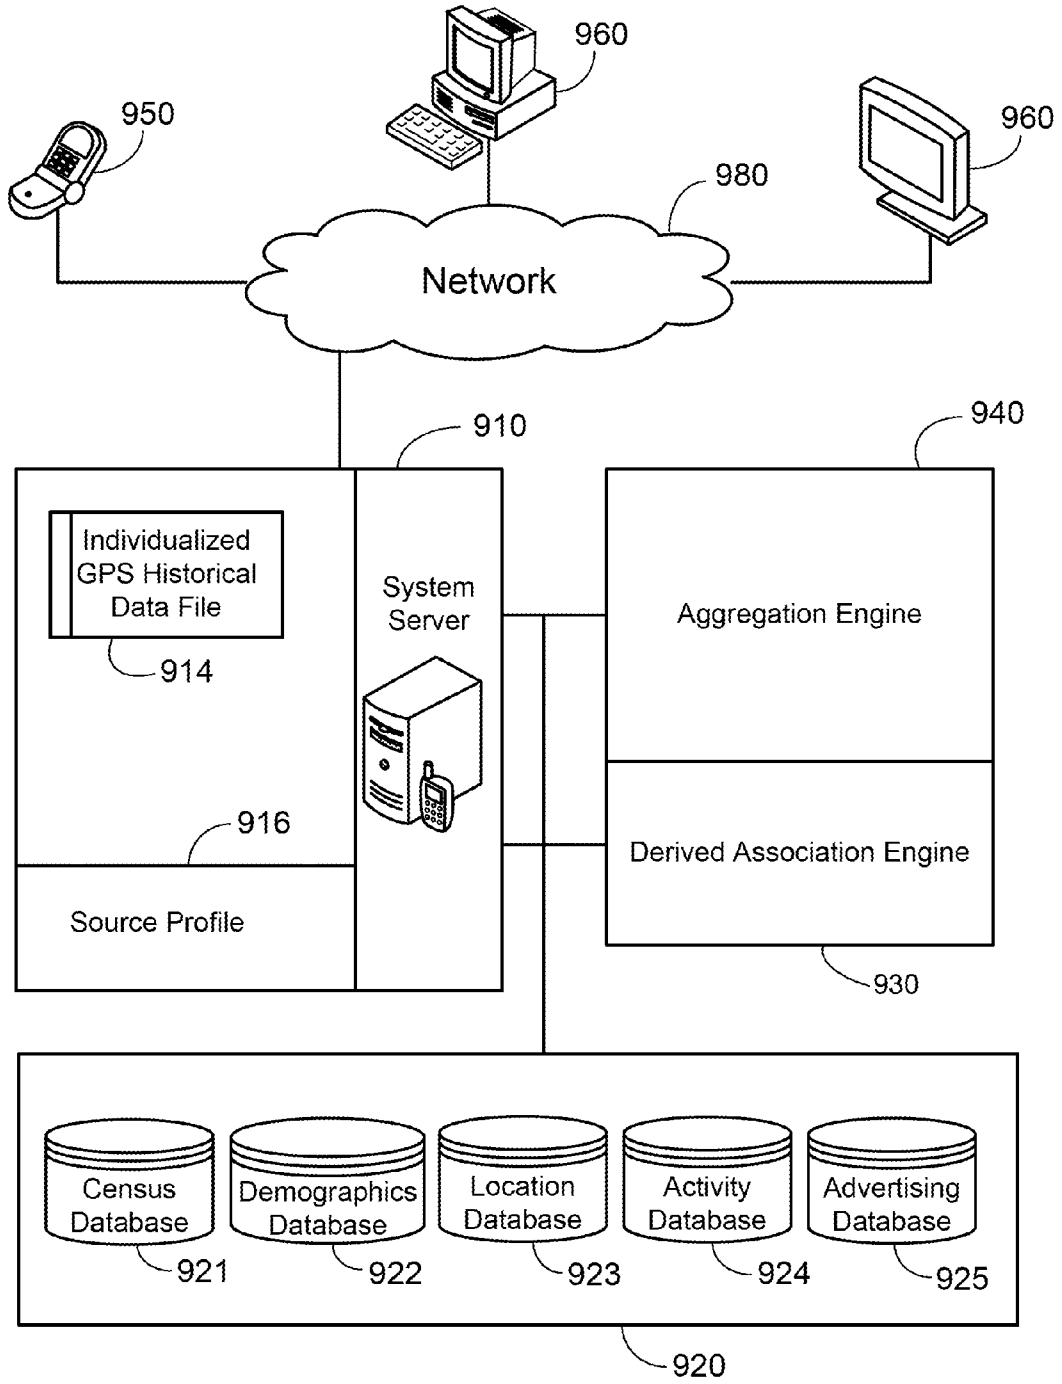 960
950
960
980
Network
910
940
Individualized
GPS Historical
Data File
914
System
Server
Aggregation Engine
916
Source Profile
Derived Association Engine
930
Census
Database
921
Demographics
Database
922
Location
Database
923
Activity
Database
924
Advertising
Database
925
920